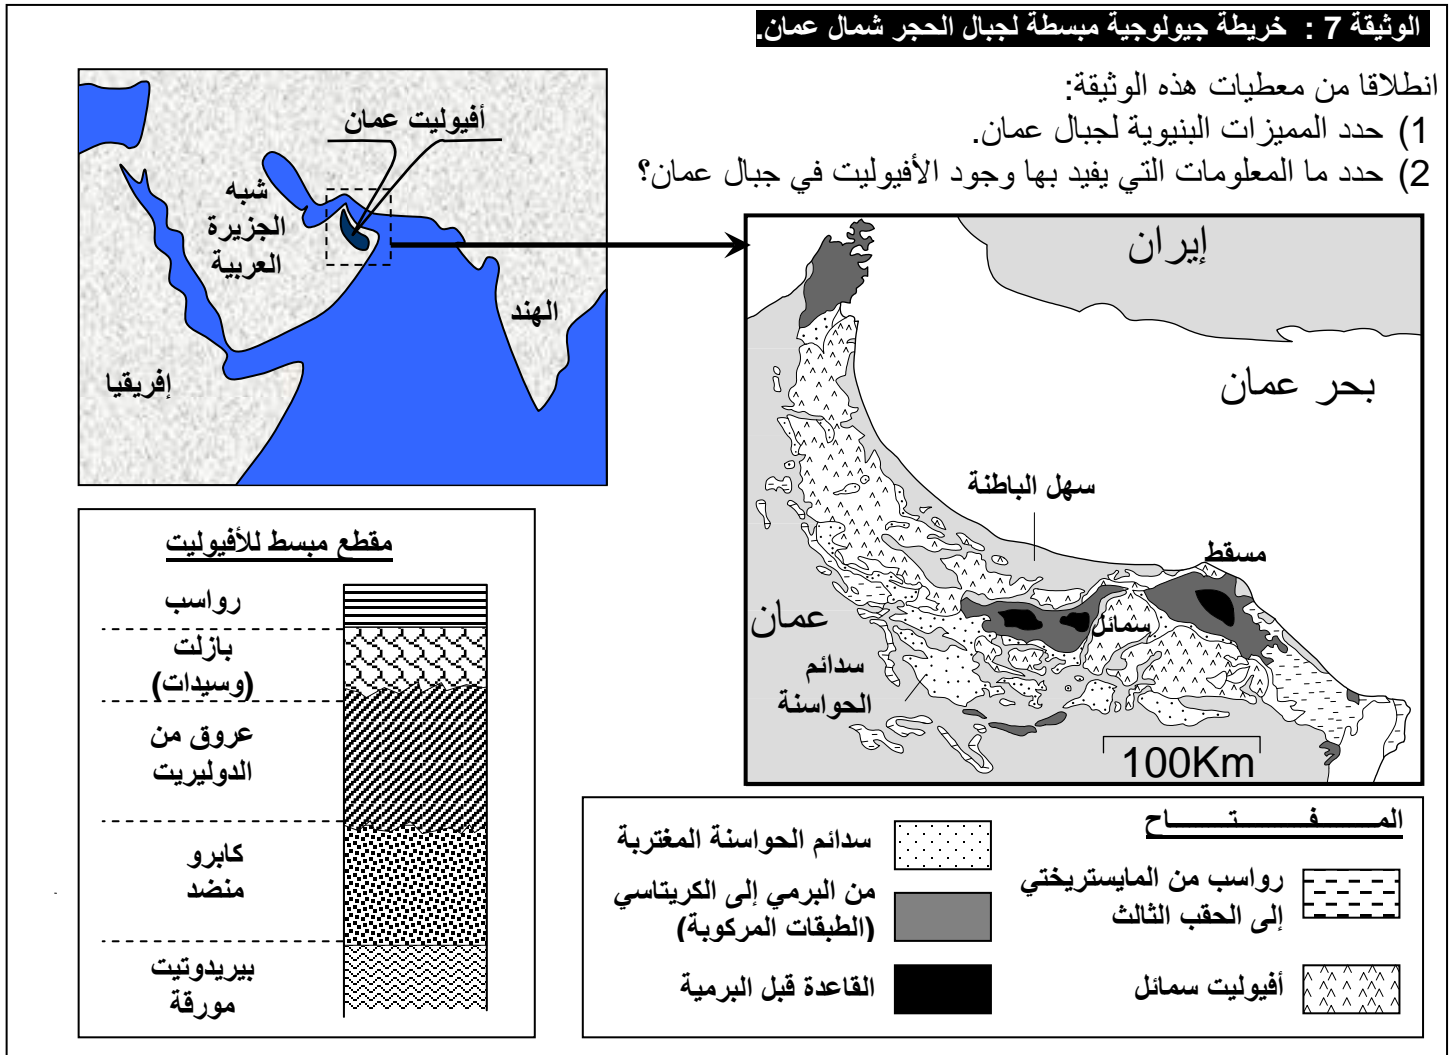 الوثيقة 7 : خريطة جيولوجية مبسطة لجبال الحجر شمال عمان.
انطلاقا من معطيات هذه الوثيقة:
1) حدد المميزات البنيوية لجبال عمان.
2) حدد ما المعلومات التي يفيد بها وجود الأفيوليت في جبال عمان؟
أفيوليت عمان
شبه
الجزيرة
العربية
الهند
إفريقيا
إيران
بحر عمان
سهل الباطنة
مسقط
عمان
سمائل
سدائم
الحواسنة
100Km
مقطع مبسط للأفيوليت
رواسب
بازلت
(وسيدات)
عروق من
الدوليريت
كابرو
منضد
بيريدوتيت
مورقة
المـــــفـــــتـــــاح
رواسب من المايستريختي
إلى الحقب الثالث
أفيوليت سمائل
سدائم الحواسنة المغتربة
من البرمي إلى الكريتاسي
(الطبقات المركوبة)
القاعدة قبل البرمية